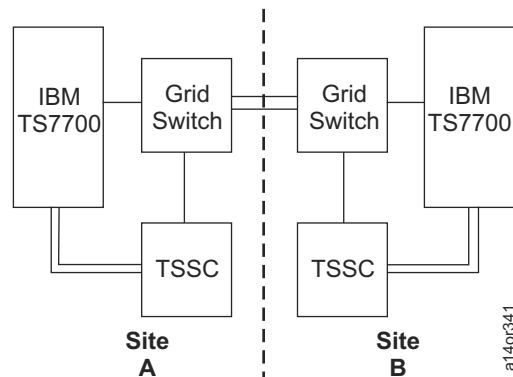 IBM
TS7700
Grid
Switch
Grid
Switch
IBM
TS7700
TSSC
TSSC
Site
A
Site
B
a14or341